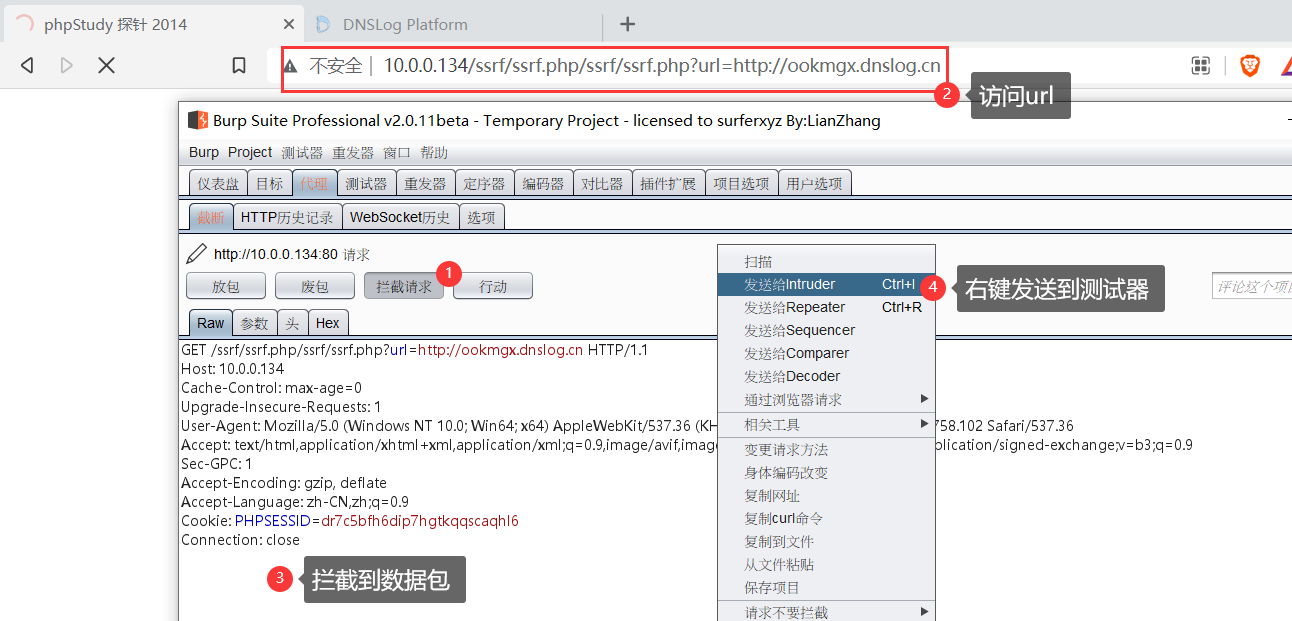 phpStudy 探针 2014
DNSLog Platform
不安全 10.0.0.134/ssrf/ssrf.php/ssrf/ssrf.php?url=http://ookmgx.dnslog.cn
2 访问url
Burp Suite Professional v2.0.11beta - Temporary Project - licensed to surferxyz By:LianZhang
Burp Project 测试器 重发器 窗口 帮助
仪表盘 目标 代理 测试器 重发器 定序器 编码器 对比器 插件扩展 项目选项 用户选项
截断 HTTP历史记录 WebSocket历史 选项
http://10.0.0.134:80 请求
放包 废包 拦截请求 1 行动
评论这个项
Raw 参数 头 Hex
GET /ssrf/ssrf.php/ssrf/ssrf.php?url=http://ookmgx.dnslog.cn HTTP/1.1
Host: 10.0.0.134
Cache-Control: max-age=0
Upgrade-Insecure-Requests: 1
User-Agent: Mozilla/5.0 (Windows NT 10.0; Win64; x64) AppleWebKit/537.36 (KH 758.102 Safari/537.36
Accept: text/html,application/xhtml+xml,application/xml;q=0.9,image/avif,imag plication/signed-exchange;v=b3;q=0.9
Sec-GPC: 1
Accept-Encoding: gzip, deflate
Accept-Language: zh-CN,zh;q=0.9
Cookie: PHPSESSID=dr7c5bfh6dip7hgtkqqscaqhl6
Connection: close
3 拦截到数据包
扫描
发送给Intruder Ctrl+I
4 右键发送到测试器
发送给Repeater Ctrl+R
发送给Sequencer
发送给Comparer
发送给Decoder
通过浏览器请求
相关工具
变更请求方法
身体编码改变
复制网址
复制curl命令
复制到文件
从文件粘贴
保存项目
请求不要拦截